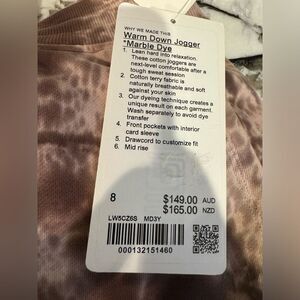 WHY WE MADE THIS
Warm Down Jogger
*Marble Dye
1. Lean hard into relaxation.
These cotton joggers are
next-level comfortable after a
tough sweat session
2. Cotton terry fabric is
naturally breathable and soft
against your skin
3. Our dyeing technique creates a
unique result on each garment.
Wash separately to avoid dye
transfer
4. Front pockets with interior
card sleeve
5. Drawcord to customize fit
6. Mid rise
8
$149.00 AUD
$165.00 NZD
LW5CZ6S MD3Y
000132151460